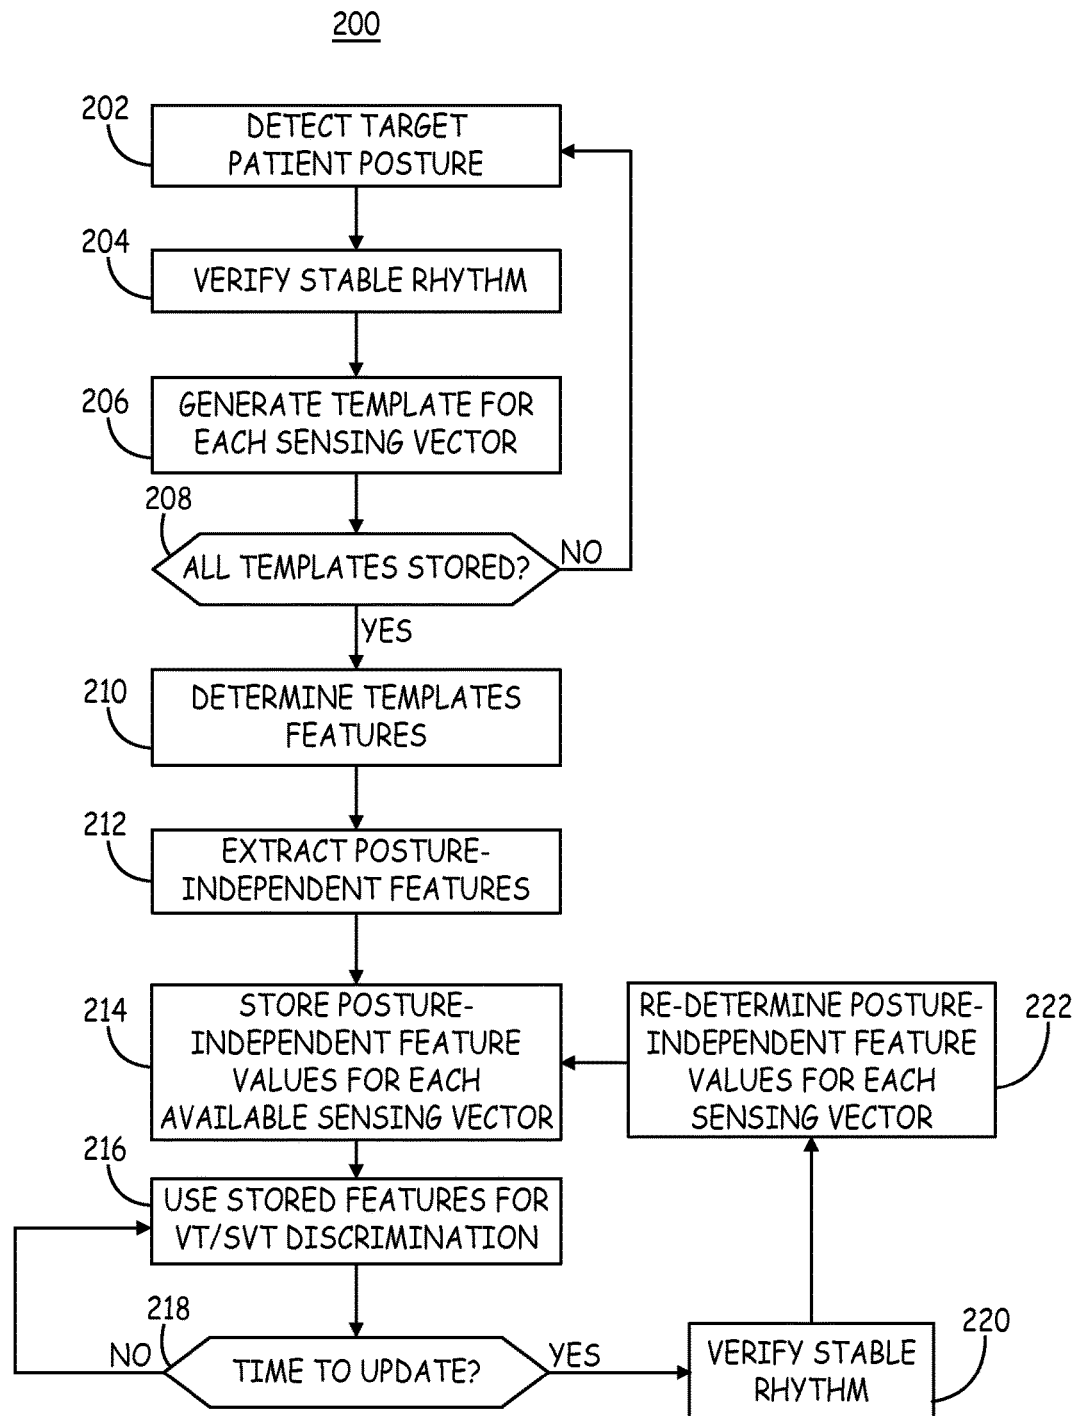 200
202
DETECT TARGET
PATIENT POSTURE
204
VERIFY STABLE RHYTHM
206
GENERATE TEMPLATE FOR
EACH SENSING VECTOR
208
ALL TEMPLATES STORED?
NO
YES
210
DETERMINE TEMPLATES
FEATURES
212
EXTRACT POSTURE-
INDEPENDENT FEATURES
214
STORE POSTURE-
INDEPENDENT FEATURE
VALUES FOR EACH
AVAILABLE SENSING VECTOR
RE-DETERMINE POSTURE-
INDEPENDENT FEATURE
VALUES FOR EACH
SENSING VECTOR
222
216
USE STORED FEATURES FOR
VT/SVT DISCRIMINATION
218
NO
TIME TO UPDATE?
YES
VERIFY STABLE
RHYTHM
220